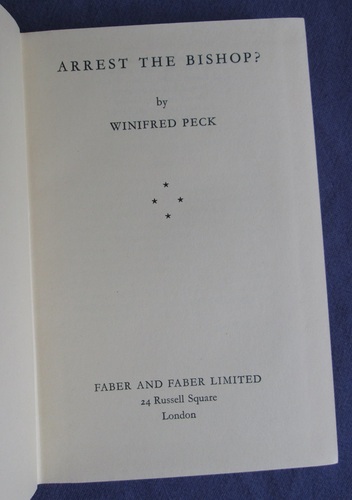 ARREST THE BISHOP?
by
WINIFRED PECK
FABER AND FABER LIMITED
24 Russell Square
London